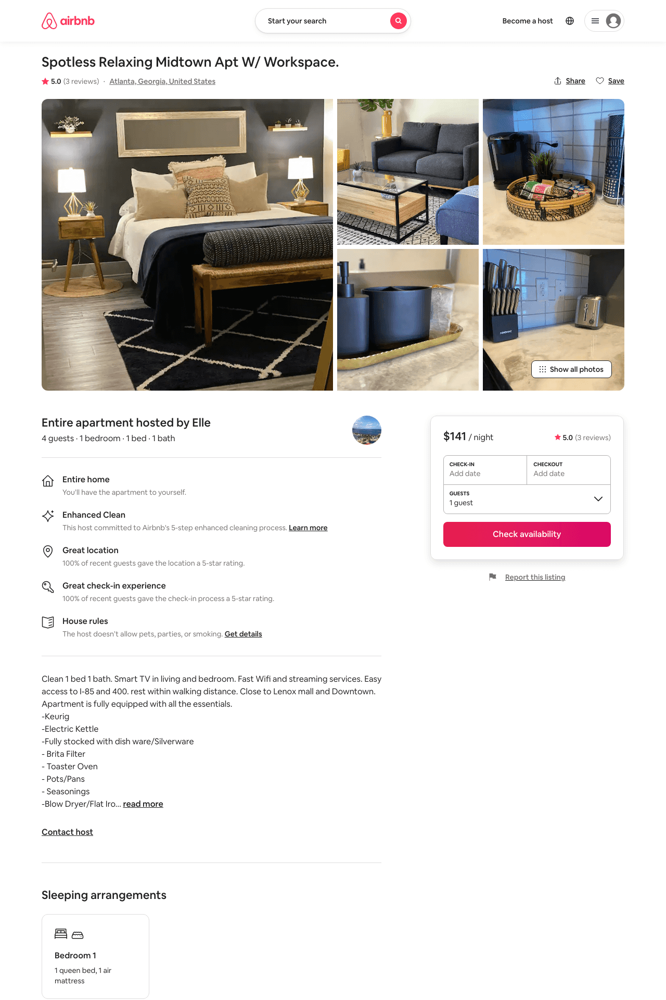 airbnb
Start your search
Become a host
Spotless Relaxing Midtown Apt W/ Workspace.
5.0 (3 reviews) · Atlanta, Georgia, United States
Share
Save
Show all photos
Entire apartment hosted by Elle
4 guests · 1 bedroom · 1 bed · 1 bath
$141 / night
5.0 (3 reviews)
CHECK-IN
Add date
CHECKOUT
Add date
GUESTS
1 guest
Check availability
Report this listing
Entire home
You'll have the apartment to yourself.
Enhanced Clean
This host committed to Airbnb's 5-step enhanced cleaning process. Learn more
Great location
100% of recent guests gave the location a 5-star rating.
Great check-in experience
100% of recent guests gave the check-in process a 5-star rating.
House rules
The host doesn't allow pets, parties, or smoking. Get details
Clean 1 bed 1 bath. Smart TV in living and bedroom. Fast Wifi and streaming services. Easy
access to I-85 and 400. rest within walking distance. Close to Lenox mall and Downtown.
Apartment is fully equipped with all the essentials.
-Keurig
-Electric Kettle
-Fully stocked with dish ware/Silverware
- Brita Filter
- Toaster Oven
- Pots/Pans
- Seasonings
-Blow Dryer/Flat Iro... read more
Contact host
Sleeping arrangements
Bedroom 1
1 queen bed, 1 air
mattress